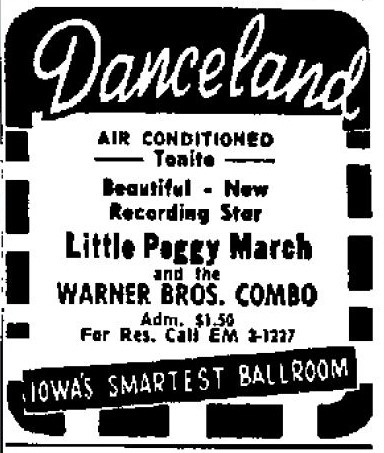 Danceland
AIR CONDITIONED
Tonite
Beautiful - New
Recording Star
Little Peggy March
and the
WARNER BROS. COMBO
Adm. $1.50
For Res. Call EM 3-1227
IOWA'S SMARTEST BALLROOM